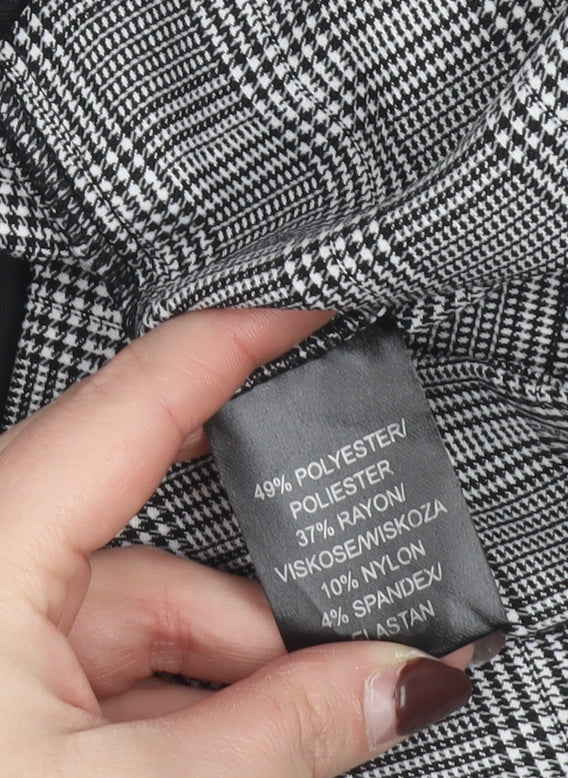 49% POLYESTER/
POLIESTER
37% RAYON/
VISKOSE/WISKOZA
10% NYLON
4% SPANDEX/
ELASTAN